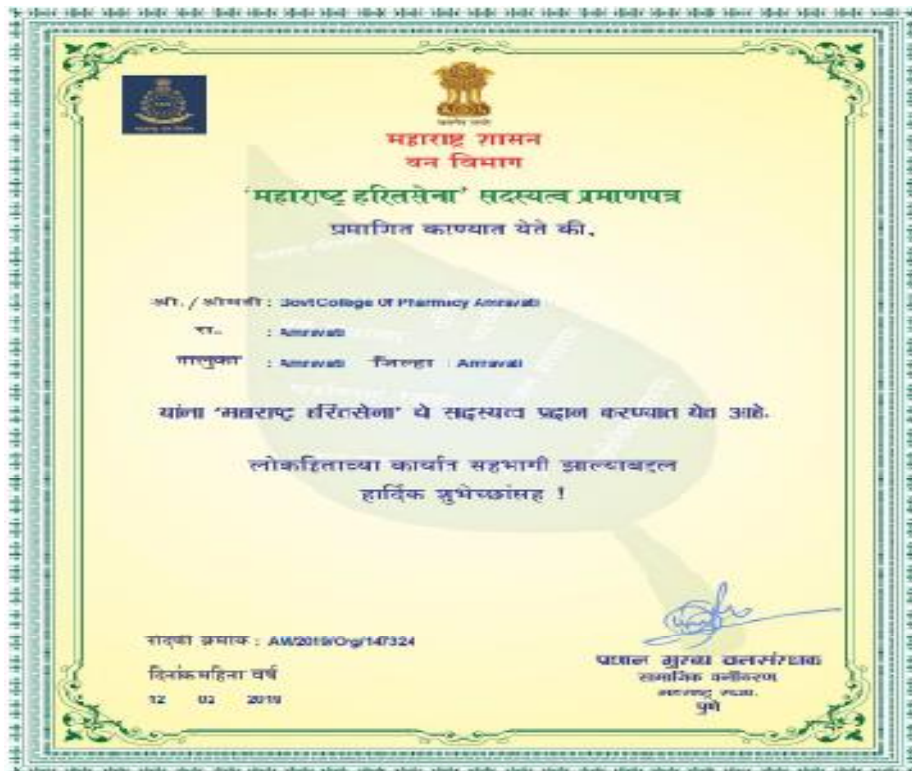 महाराष्ट्र शासन
वन विभाग
'महाराष्ट्र हरितसेना' सदस्यत्व प्रमाणपत्र
प्रमाणित करण्यात येते की,
श्री. / श्रीमती : Govt College Of Pharmacy Amravati
रा. : Amravati
तालुका : Amravati जिल्हा : Amravati
यांना 'महाराष्ट्र हरितसेना' चे सदस्यत्व प्रदान करण्यात येत आहे.
लोकहिताच्या कार्यात सहभागी झाल्याबद्दल
हार्दिक शुभेच्छांसह !
नोंदणी क्रमांक : AM/2019/Org/147324
दिनांक महिना वर्ष
12 03 2019
प्रधान मुख्य वनसंरक्षक
सामाजिक वनीकरण
महाराष्ट्र राज्य.
पुणे